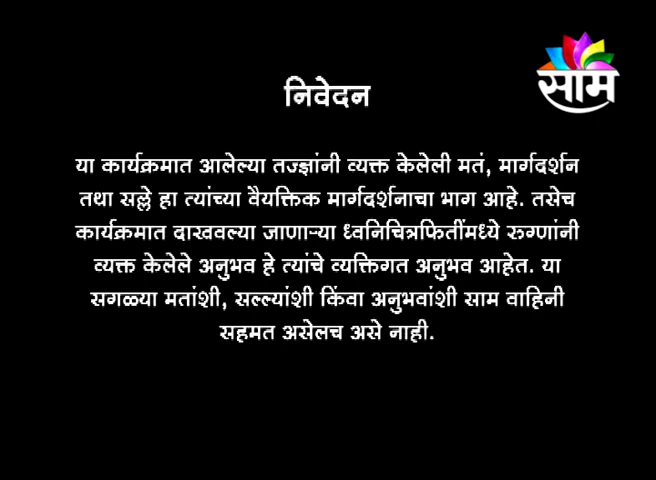 साम
निवेदन
या कार्यक्रमात आलेल्या तज्ज्ञांनी व्यक्त केलेली मतं, मार्गदर्शन
तथा सल्ले हा त्यांच्या वैयक्तिक मार्गदर्शनाचा भाग आहे. तसेच
कार्यक्रमात दाखवल्या जाणाऱ्या ध्वनिचित्रफितींमध्ये रुग्णांनी
व्यक्त केलेले अनुभव हे त्यांचे व्यक्तिगत अनुभव आहेत. या
सगळ्या मतांशी, सल्ल्यांशी किंवा अनुभवांशी साम वाहिनी
सहमत असेलच असे नाही.